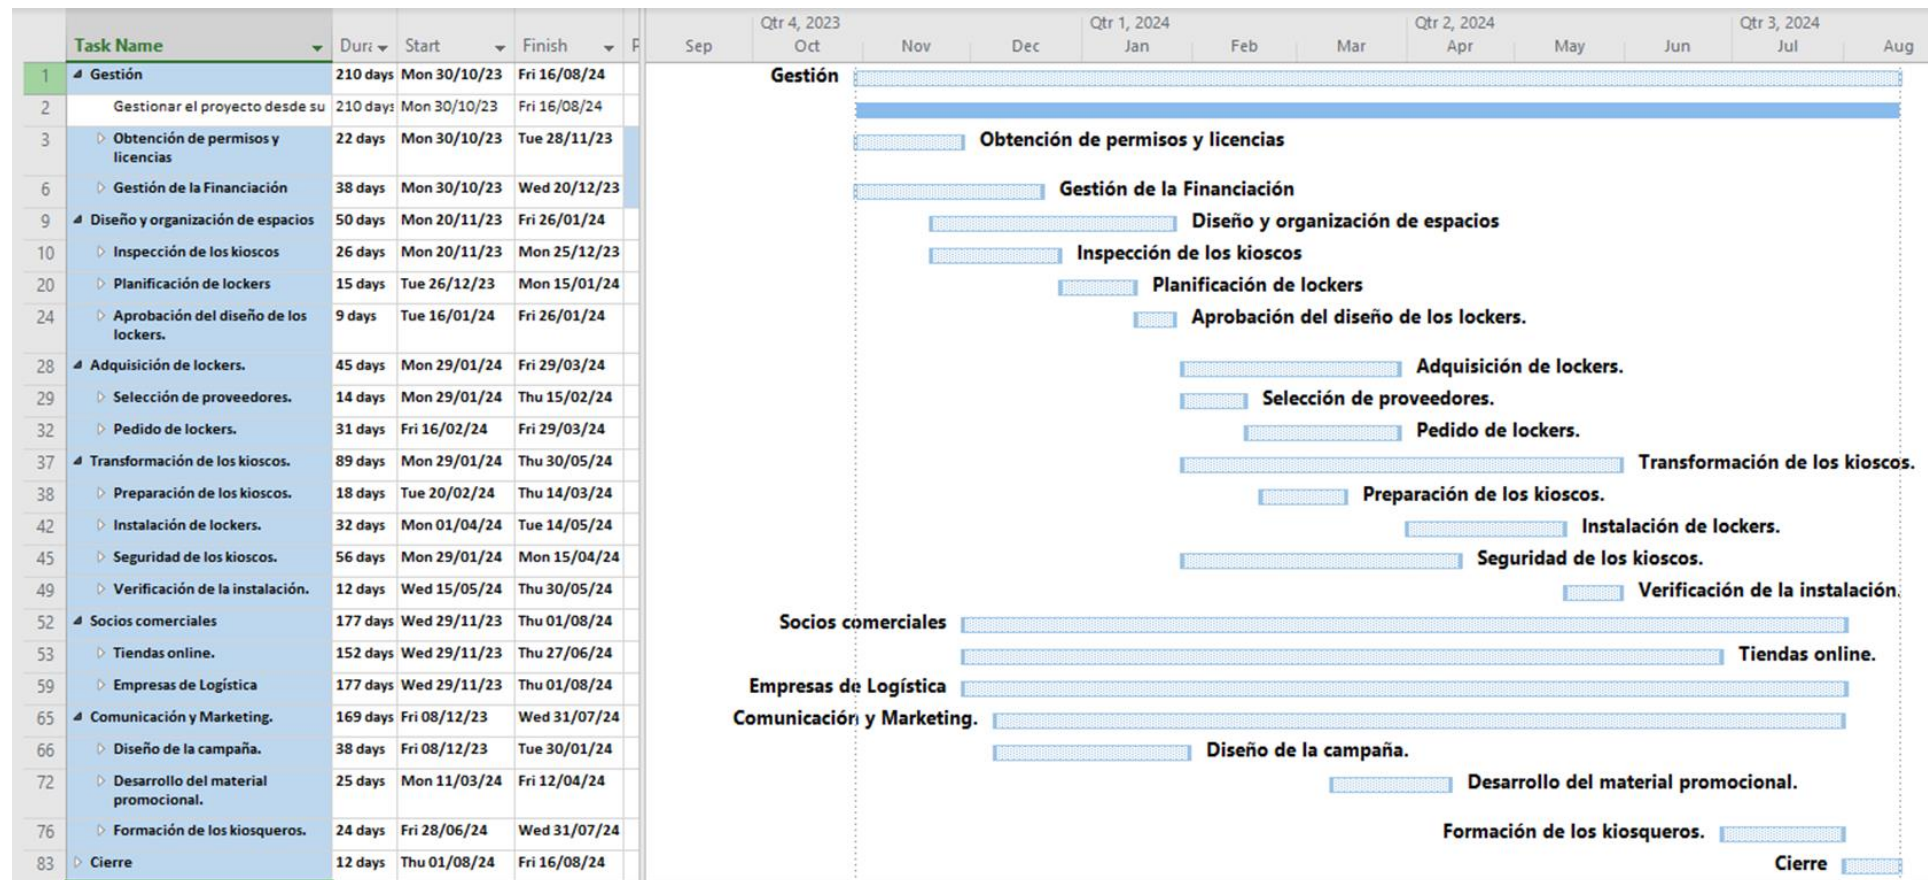 Qtr 4, 2023 Qtr 1, 2024 Qtr 2, 2024 Qtr 3, 2024
Task Name Dura Start Finish Sep Oct Nov Dec Jan Feb Mar Apr May Jun Jul Aug
1 Gestión 210 days Mon 30/10/23 Fri 16/08/24 Gestión
2 Gestionar el proyecto desde su 210 days Mon 30/10/23 Fri 16/08/24
3 Obtención de permisos y 22 days Mon 30/10/23 Tue 28/11/23 Obtención de permisos y licencias
licencias
6 Gestión de la Financiación 38 days Mon 30/10/23 Wed 20/12/23 Gestión de la Financiación
9 Diseño y organización de espacios 50 days Mon 20/11/23 Fri 26/01/24 Diseño y organización de espacios
10 Inspección de los kioscos 26 days Mon 20/11/23 Mon 25/12/23 Inspección de los kioscos
20 Planificación de lockers 15 days Tue 26/12/23 Mon 15/01/24 Planificación de lockers
24 Aprobación del diseño de los 9 days Tue 16/01/24 Fri 26/01/24 Aprobación del diseño de los lockers.
lockers.
28 Adquisición de lockers. 45 days Mon 29/01/24 Fri 29/03/24 Adquisición de lockers.
29 Selección de proveedores. 14 days Mon 29/01/24 Thu 15/02/24 Selección de proveedores.
32 Pedido de lockers. 31 days Fri 16/02/24 Fri 29/03/24 Pedido de lockers.
37 Transformación de los kioscos. 89 days Mon 29/01/24 Thu 30/05/24 Transformación de los kioscos.
38 Preparación de los kioscos. 18 days Tue 20/02/24 Thu 14/03/24 Preparación de los kioscos.
42 Instalación de lockers. 32 days Mon 01/04/24 Tue 14/05/24 Instalación de lockers.
45 Seguridad de los kioscos. 56 days Mon 29/01/24 Mon 15/04/24 Seguridad de los kioscos.
49 Verificación de la instalación. 12 days Wed 15/05/24 Thu 30/05/24 Verificación de la instalación.
52 Socios comerciales 177 days Wed 29/11/23 Thu 01/08/24 Socios comerciales
53 Tiendas online. 152 days Wed 29/11/23 Thu 27/06/24 Tiendas online.
59 Empresas de Logística 177 days Wed 29/11/23 Thu 01/08/24 Empresas de Logística
65 Comunicación y Marketing. 169 days Fri 08/12/23 Wed 31/07/24 Comunicación y Marketing.
66 Diseño de la campaña. 38 days Fri 08/12/23 Tue 30/01/24 Diseño de la campaña.
72 Desarrollo del material 25 days Mon 11/03/24 Fri 12/04/24 Desarrollo del material promocional.
promocional.
76 Formación de los kiosqueros. 24 days Fri 28/06/24 Wed 31/07/24 Formación de los kiosqueros.
83 Cierre 12 days Thu 01/08/24 Fri 16/08/24 Cierre